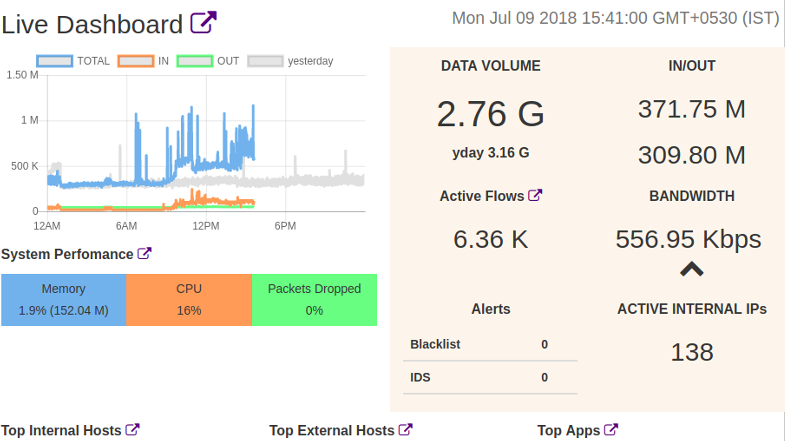 Live Dashboard
Mon Jul 09 2018 15:41:00 GMT+0530 (IST)
TOTAL IN OUT yesterday
1.50 M
1 M
500 K
0
12AM 6AM 12PM 6PM
System Perfomance
Memory CPU Packets Dropped
1.9% (152.04 M) 16% 0%
DATA VOLUME
2.76 G
yday 3.16 G
IN/OUT
371.75 M
309.80 M
Active Flows
6.36 K
BANDWIDTH
556.95 Kbps
Alerts
Blacklist 0
IDS 0
ACTIVE INTERNAL IPs
138
Top Internal Hosts
Top External Hosts
Top Apps